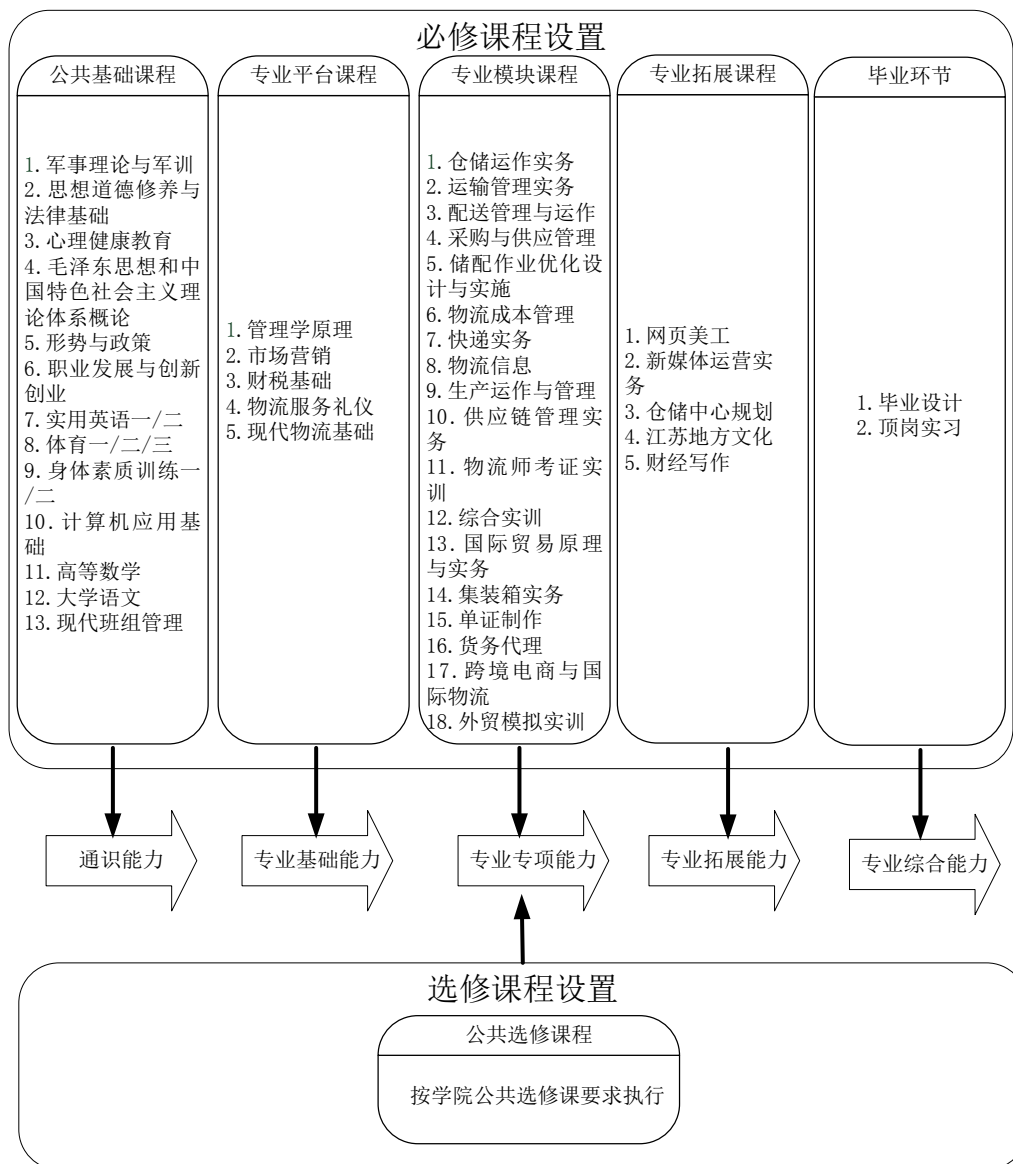 必修课程设置
公共基础课程
1.军事理论与军训
2.思想道德修养与
法律基础
3.心理健康教育
4.毛泽东思想和中
国特色社会主义理
论体系概论
5.形势与政策
6.职业发展与创新
创业
7.实用英语一/二
8.体育一/二/三
9.身体素质训练一
/二
10.计算机应用基
础
11.高等数学
12.大学语文
13.现代班组管理
专业平台课程
1.管理学原理
2.市场营销
3.财税基础
4.物流服务礼仪
5.现代物流基础
专业模块课程
1.仓储运作实务
2.运输管理实务
3.配送管理与运作
4.采购与供应管理
5.储配作业优化设
计与实施
6.物流成本管理
7.快递实务
8.物流信息
9.生产运作与管理
10.供应链管理实
务
11.物流师考证实
训
12.综合实训
13.国际贸易原理
与实务
14.集装箱实务
15.单证制作
16.货务代理
17.跨境电商与国
际物流
18.外贸模拟实训
专业拓展课程
1.网页美工
2.新媒体运营实
务
3.仓储中心规划
4.江苏地方文化
5.财经写作
毕业环节
1.毕业设计
2.顶岗实习
通识能力
专业基础能力
专业专项能力
专业拓展能力
专业综合能力
选修课程设置
公共选修课程
按学院公共选修课要求执行